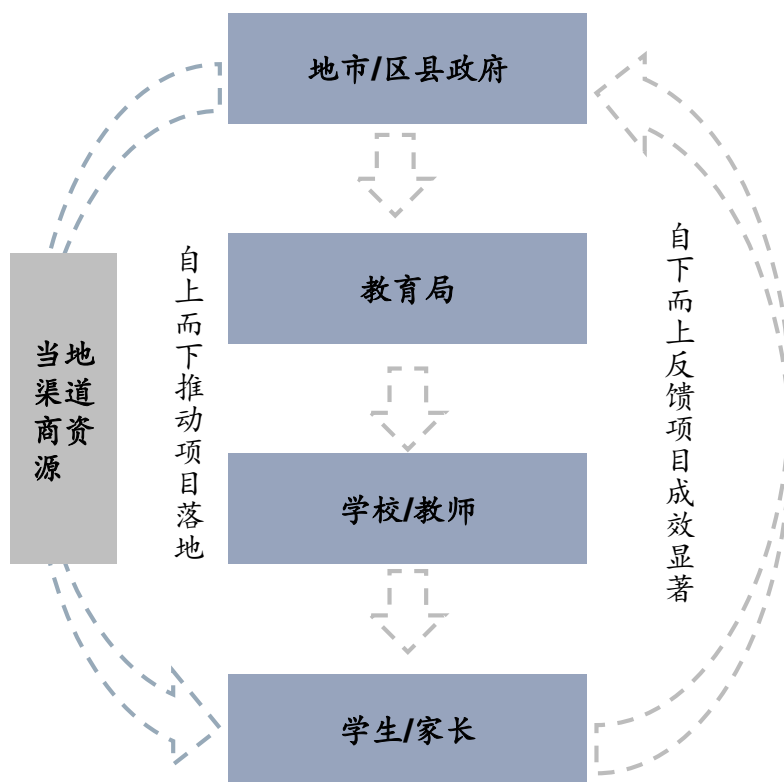 地市/区县政府
自上而下推动项目落地
自下而上反馈项目成效显著
教育局
当地
渠道
商资
源
学校/教师
学生/家长